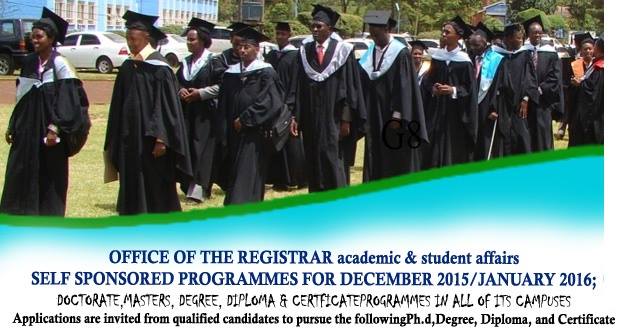 G8
OFFICE OF THE REGISTRAR academic & student affairs
SELF SPONSORED PROGRAMMES FOR DECEMBER 2015/JANUARY 2016;
DOCTORATE,MASTERS, DEGREE, DIPLOMA & CERTFICATEPROGRAMMES IN ALL OF ITS CAMPUSES
Applications are invited from qualified candidates to pursue the followingPh.d,Degree, Diploma, and Certificate